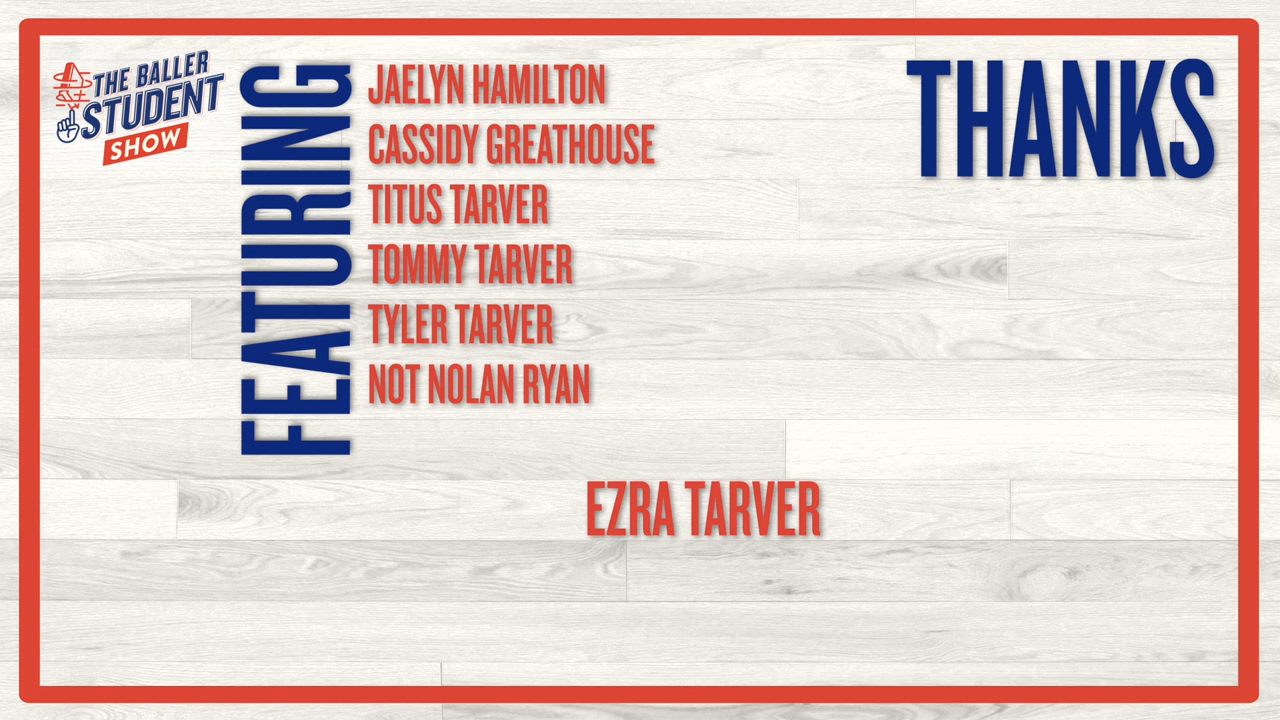 THE BALLER
STUDENT
SHOW
FEATURING
JAELYN HAMILTON
CASSIDY GREATHOUSE
TITUS TARVER
TOMMY TARVER
TYLER TARVER
NOT NOLAN RYAN
THANKS
EZRA TARVER